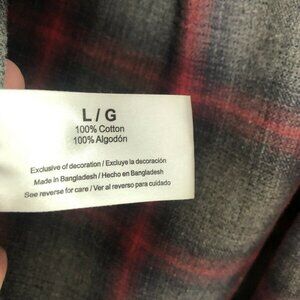 L / G
100% Cotton
100% Algodón
Exclusive of decoration / Excluye la decoración
Made in Bangladesh / Hecho en Bangladesh
See reverse for care / Ver al reverso para cuidado